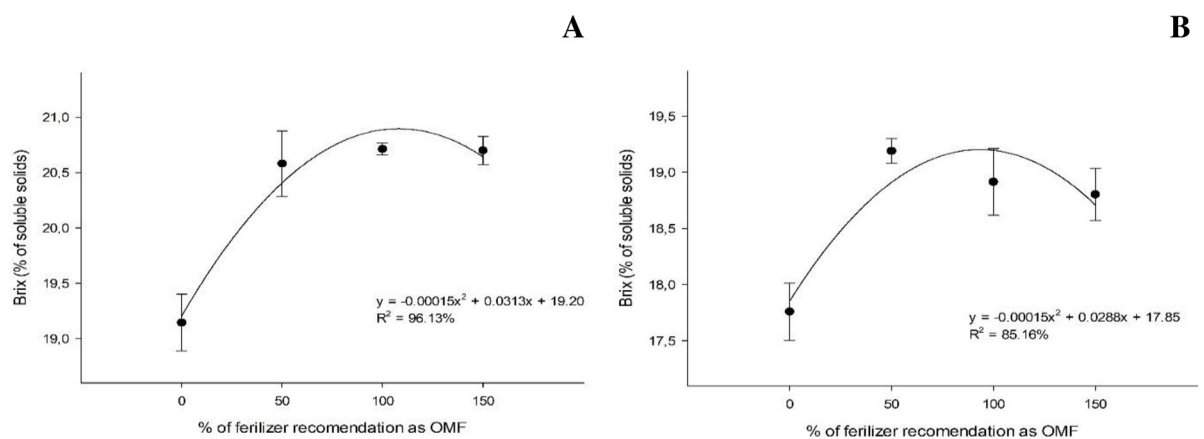 A
Brix (% of soluble solids)
21,0
20,5
20,0
19,5
19,0
y = -0.00015x² + 0.0313x + 19.20
R² = 96.13%
0 50 100 150
% of ferilizer recomendation as OMF
B
Brix (% of soluble solids)
19,5
19,0
18,5
18,0
17,5
y = -0.00015x² + 0.0288x + 17.85
R² = 85.16%
0 50 100 150
% of ferilizer recomendation as OMF